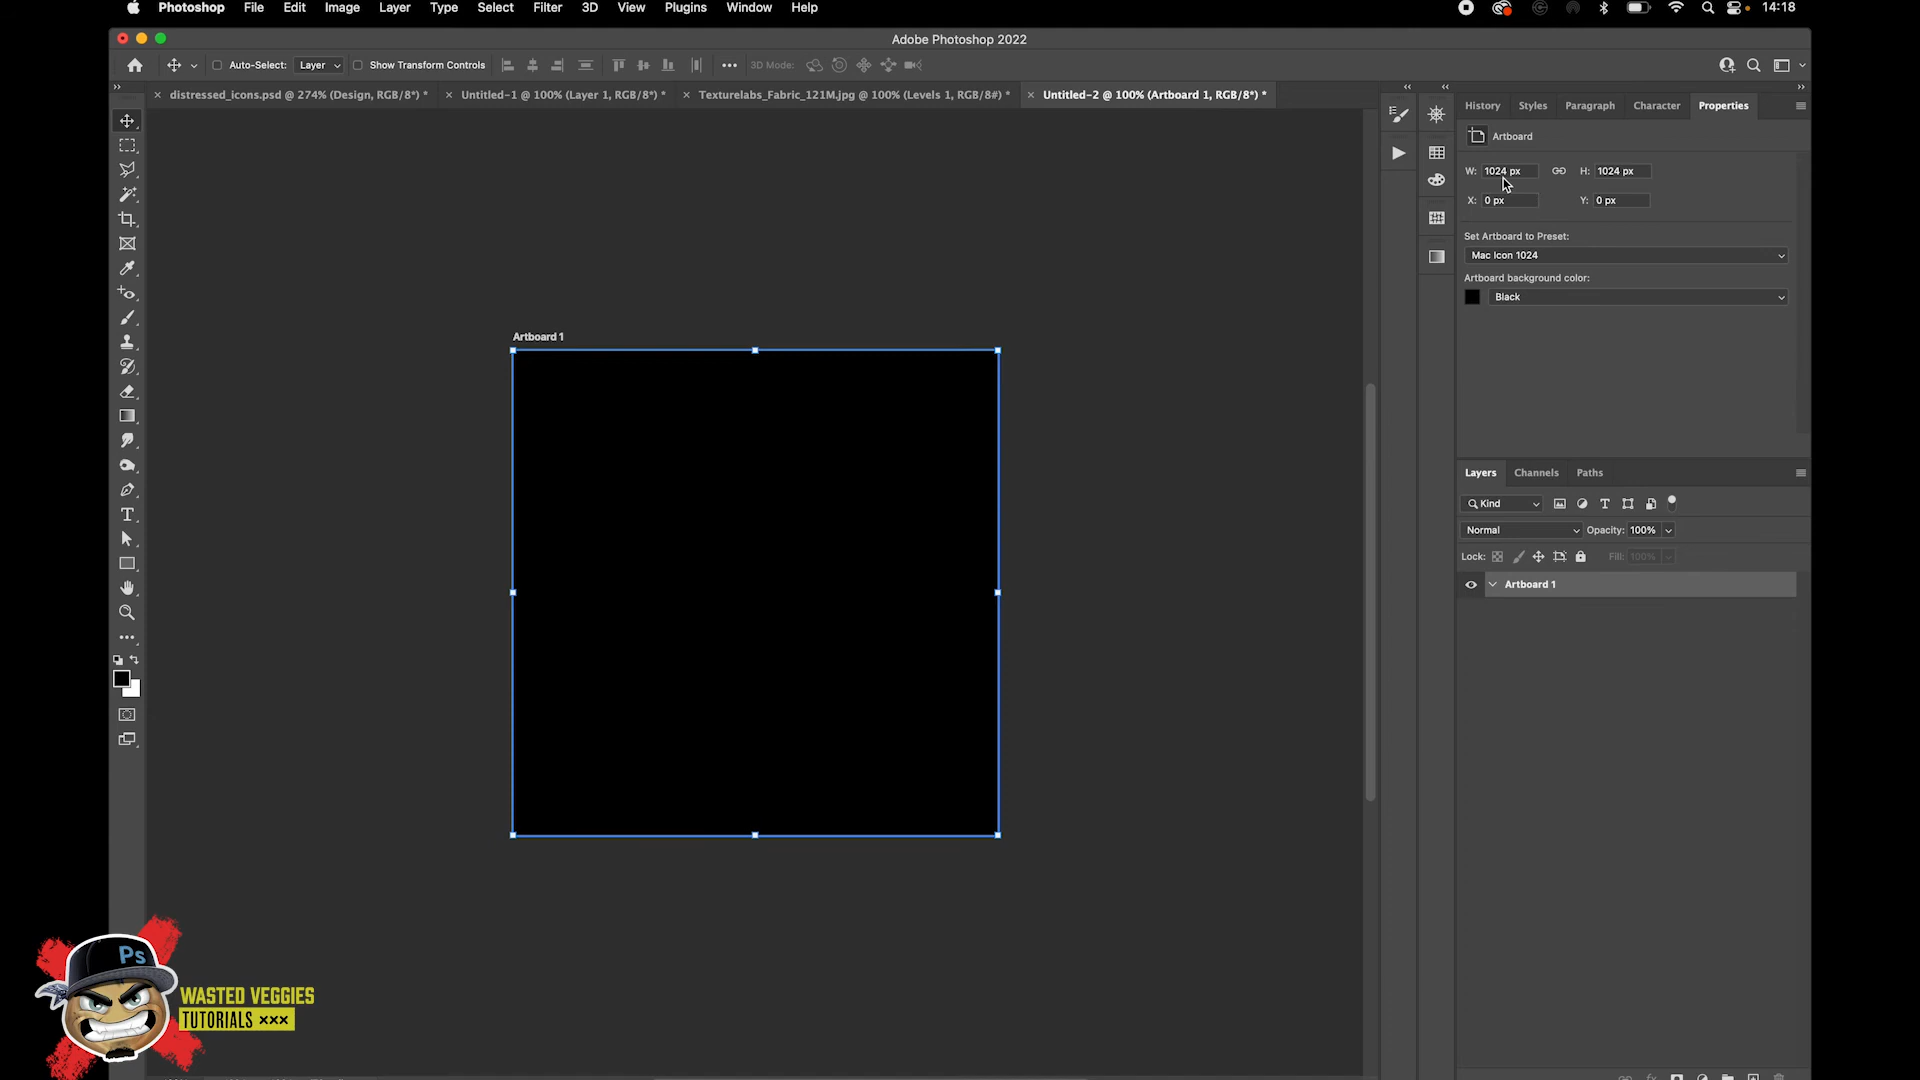 Photoshop File Edit Image Layer Type Select Filter 3D View Plugins Window Help 14:18
Adobe Photoshop 2022
Auto-Select: Layer Show Transform Controls 3D Mode:
distressed_icons.psd @ 274% (Design, RGB/8*) * Untitled-1 @ 100% (Layer 1, RGB/8*) * Texturelabs_Fabric_121M.jpg @ 100% (Levels 1, RGB/8#) * Untitled-2 @ 100% (Artboard 1, RGB/8*) *
History Styles Paragraph Character Properties
Artboard
W: 1024 px H: 1024 px
X: 0 px Y: 0 px
Set Artboard to Preset:
Mac Icon 1024
Artboard background color:
Black
Artboard 1
Layers Channels Paths
Kind
Normal Opacity: 100%
Lock: Fill: 100%
Artboard 1
Ps
WASTED VEGGIES
TUTORIALS ×××